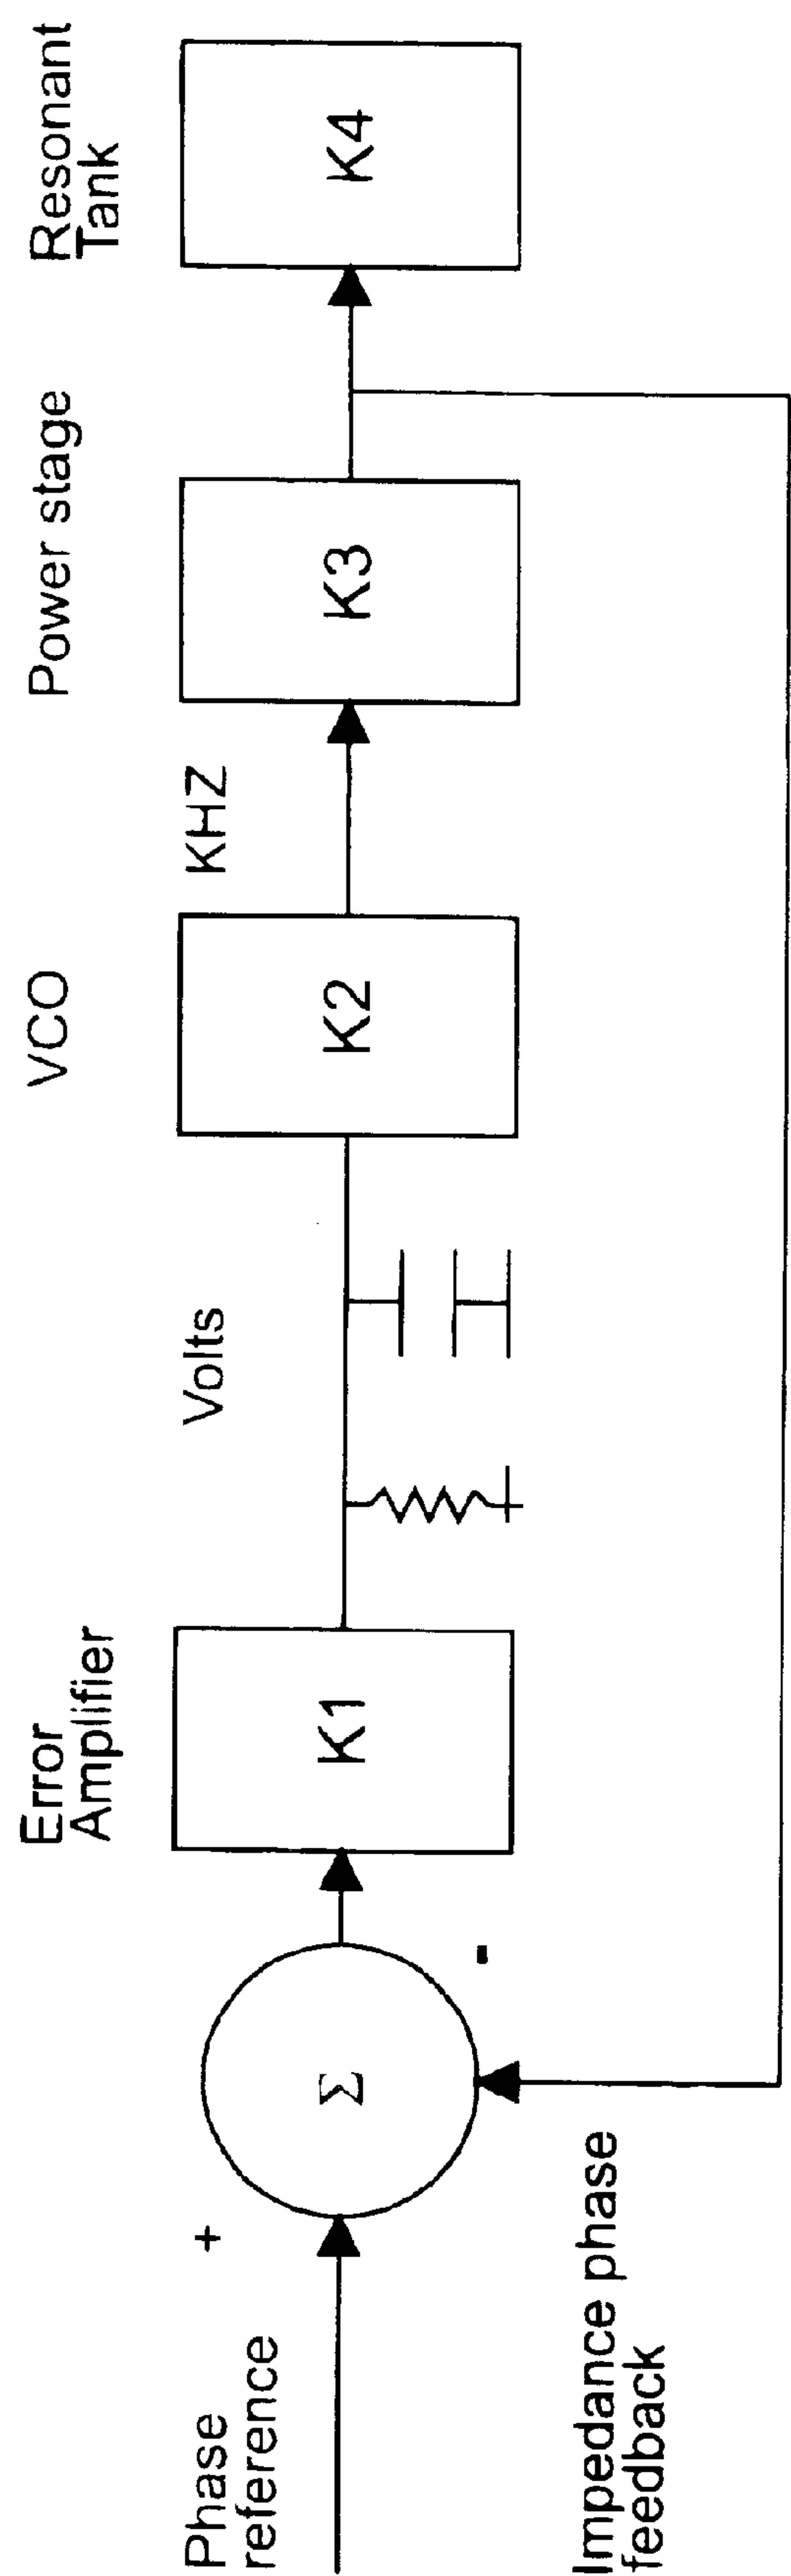 Phase
reference
+
Σ
-
Impedance phase
feedback
Error
Amplifier
K1
Volts
VCO
K2
KHZ
Power stage
K3
Resonant
Tank
K4